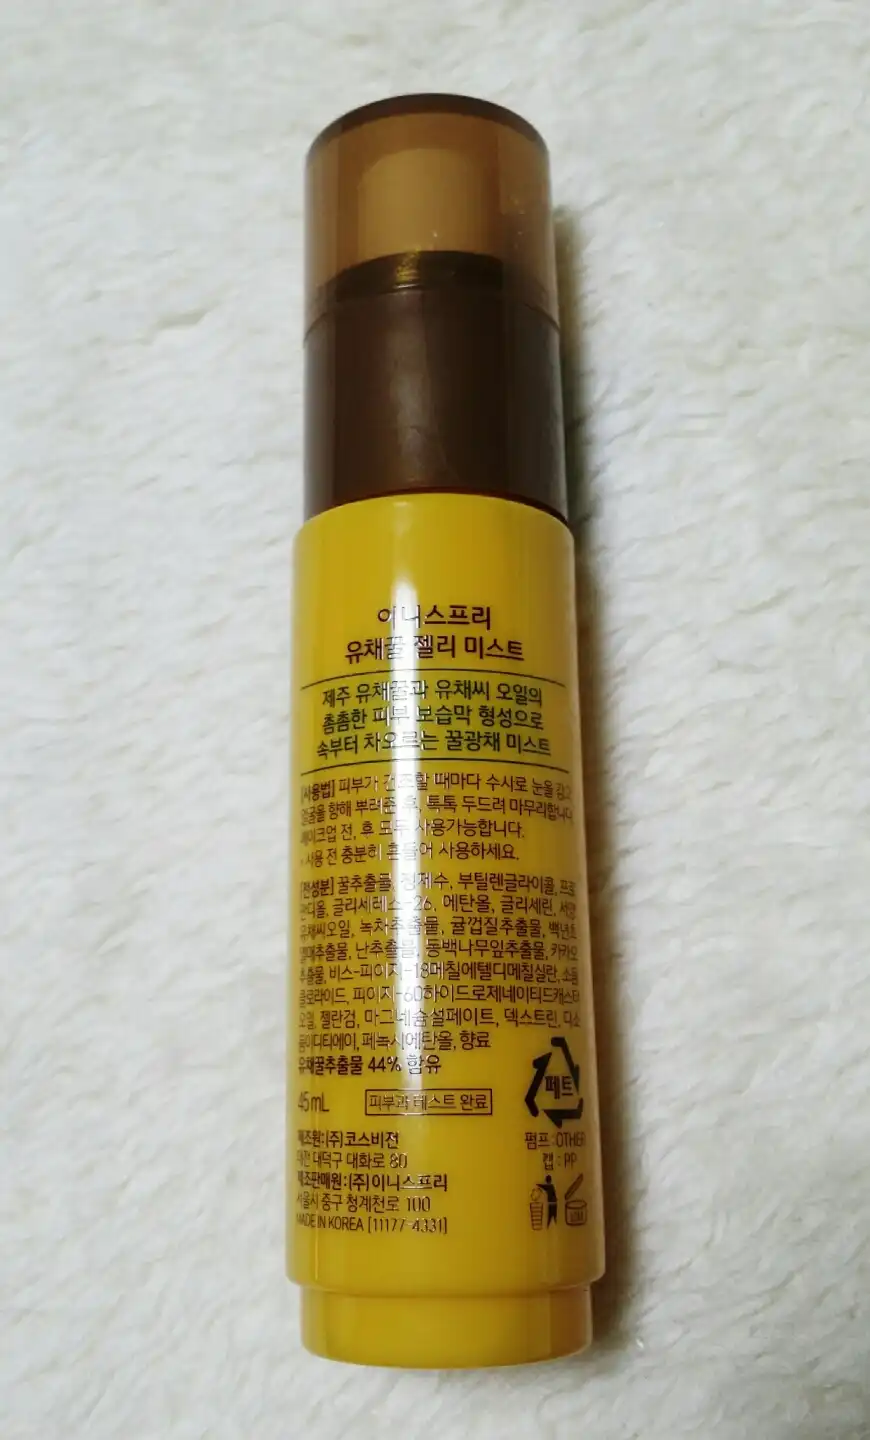 이니스프리
유채꿀 젤리 미스트
제주 유채꿀과 유채씨 오일의
촘촘한 피부 보습막 형성으로
속부터 차오르는 꿀광채 미스트
[사용법] 피부가 건조할 때마다 수시로 눈을 감고
얼굴을 향해 뿌려준 후, 톡톡 두드려 마무리합니다.
메이크업 전, 후 모두 사용가능합니다.
사용 전 충분히 흔들어 사용하세요.
[전성분] 꿀추출물, 정제수, 부틸렌글라이콜, 프로
판디올, 글리세레스-26, 에탄올, 글리세린, 서양
유채씨오일, 녹차추출물, 귤껍질추출물, 백년초
열매추출물, 난초추출물, 동백나무잎추출물, 카카오
추출물, 비스-피이지-18메칠에텔디메칠실란, 소듐
클로라이드, 피이지-60하이드로제네이티드캐스터
오일, 젤란검, 마그네슘설페이트, 덱스트린, 디소
듐이디티에이, 페녹시에탄올, 향료
유채꿀추출물 44% 함유
45mL 피부과 테스트 완료
페트
펌프:OTHER
캡 : PP
제조원:(주)코스비전
대전 대덕구 대화로 80
제조판매원:(주)이니스프리
서울시 중구 청계천로 100
MADE IN KOREA [11177-4331]